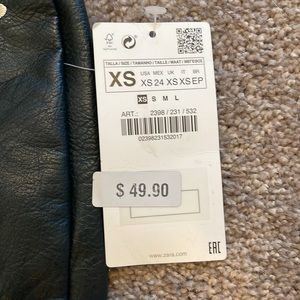 TALLA / SIZE / TAMANHO / TAILLE / MAAT /
XS
USA MEX UK IT BR
XS 24 XS XS EP
XS S M L
ART.: 2398 / 231 / 532
02398231532017
$ 49.90
www.zara.com
EAC